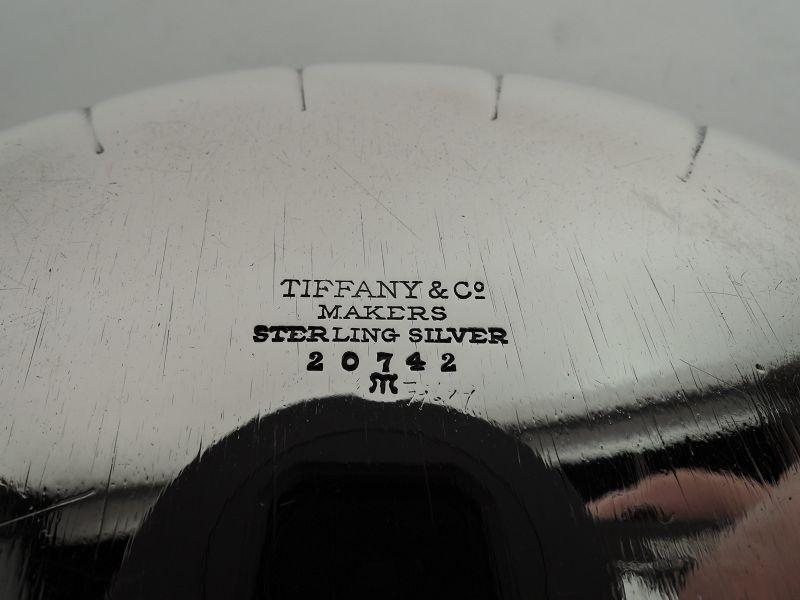 TIFFANY & Cº
MAKERS
STERLING SILVER
20742
m